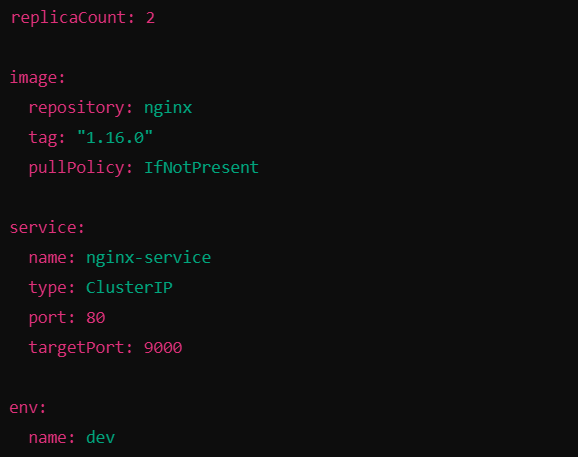 replicaCount: 2
image:
  repository: nginx
  tag: "1.16.0"
  pullPolicy: IfNotPresent
service:
  name: nginx-service
  type: ClusterIP
  port: 80
  targetPort: 9000
env:
  name: dev